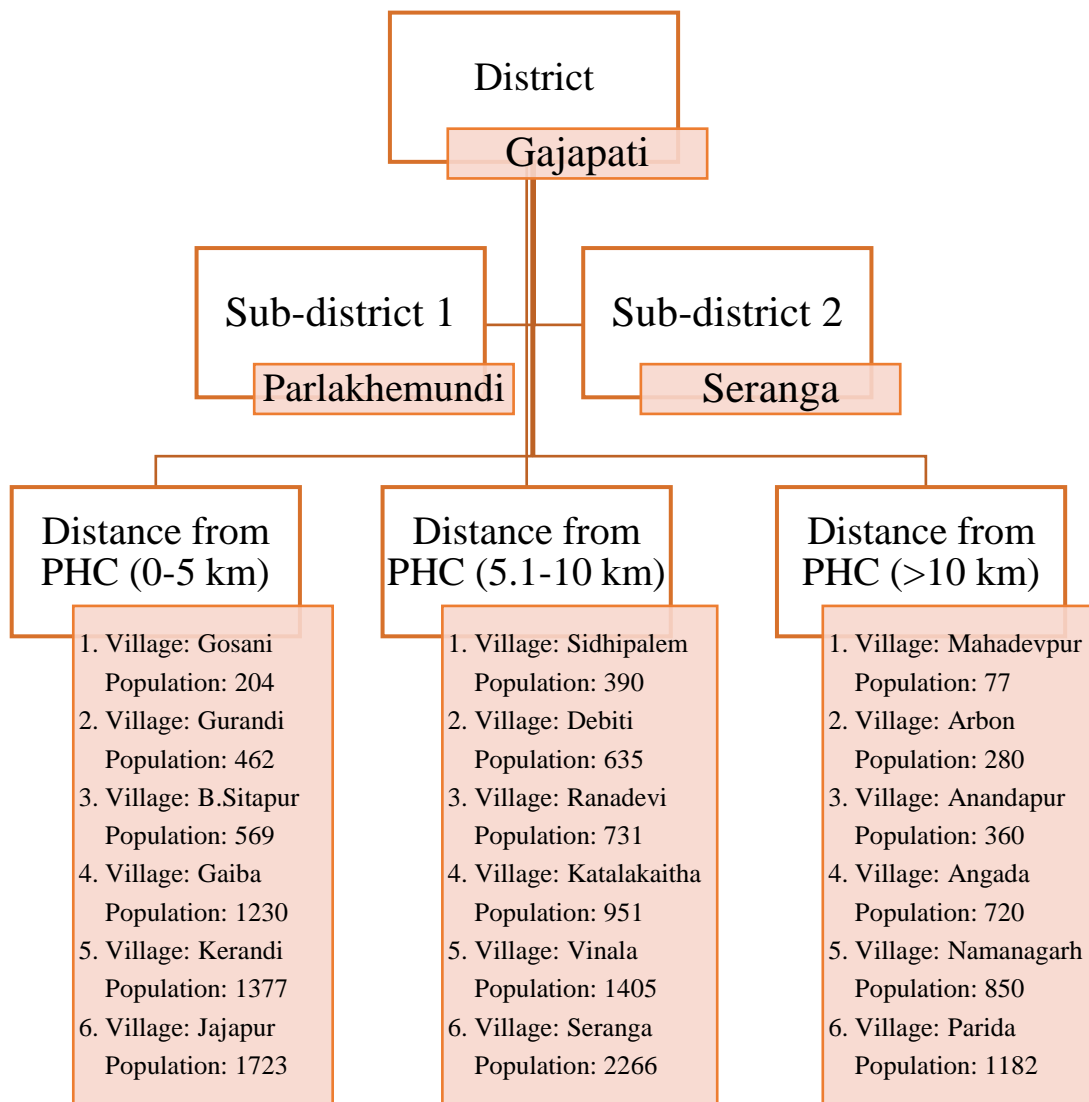 District
Gajapati
Sub-district 1
Parlakhemundi
Sub-district 2
Seranga
Distance from
PHC (0-5 km)
1. Village: Gosani
Population: 204
2. Village: Gurandi
Population: 462
3. Village: B.Sitapur
Population: 569
4. Village: Gaiba
Population: 1230
5. Village: Kerandi
Population: 1377
6. Village: Jajapur
Population: 1723
Distance from
PHC (5.1-10 km)
1. Village: Sidhipalem
Population: 390
2. Village: Debiti
Population: 635
3. Village: Ranadevi
Population: 731
4. Village: Katalakaitha
Population: 951
5. Village: Vinala
Population: 1405
6. Village: Seranga
Population: 2266
Distance from
PHC (>10 km)
1. Village: Mahadevpur
Population: 77
2. Village: Arbon
Population: 280
3. Village: Anandapur
Population: 360
4. Village: Angada
Population: 720
5. Village: Namanagarh
Population: 850
6. Village: Parida
Population: 1182